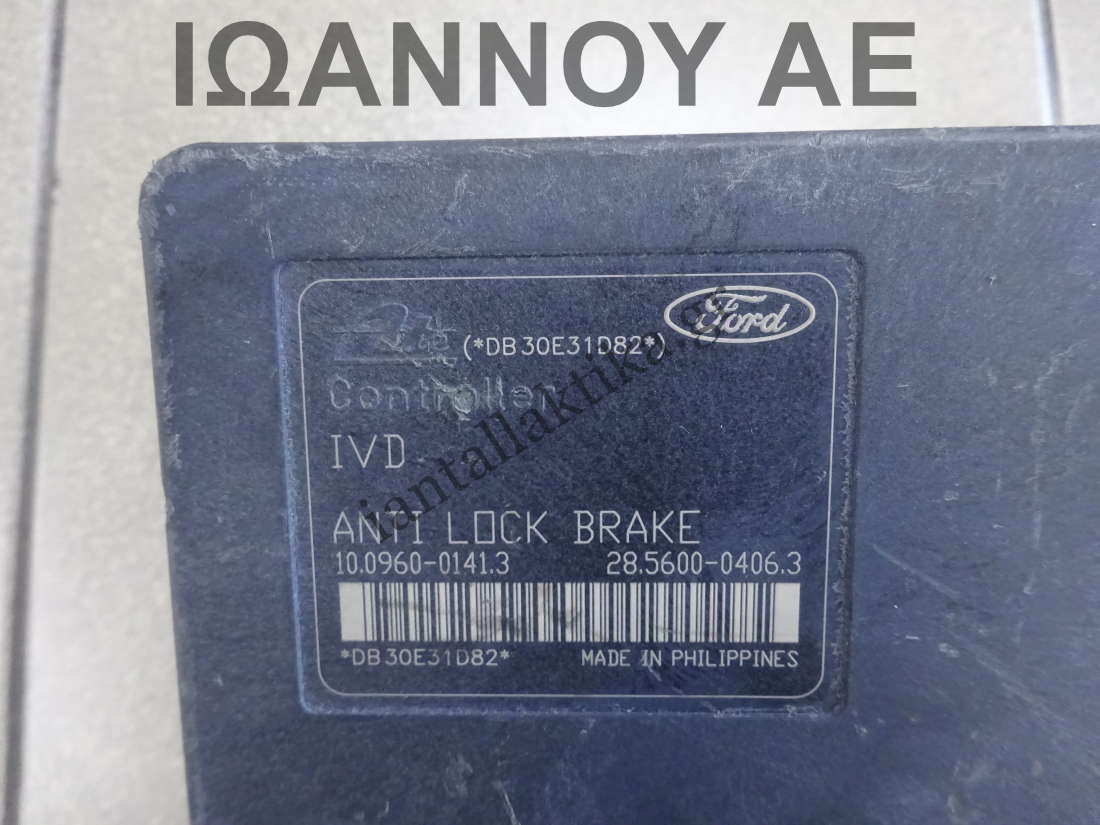 ΙΩΑΝΝΟΥ ΑΕ
Ford
(*DB30E31D82*)
Controller
IVD
iantallaktika.gr
ANTI LOCK BRAKE
10.0960-0141.3 28.5600-0406.3
*DB30E31D82* MADE IN PHILIPPINES